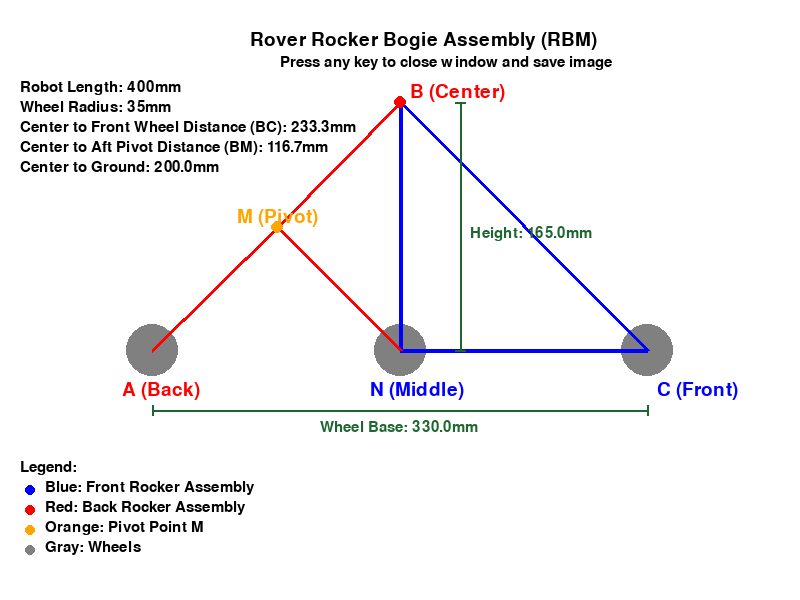 Rover Rocker Bogie Assembly (RBM)
Press any key to close window and save image
Robot Length: 400mm
Wheel Radius: 35mm
Center to Front Wheel Distance (BC): 233.3mm
Center to Aft Pivot Distance (BM): 116.7mm
Center to Ground: 200.0mm
B (Center)
M (Pivot)
Height: 165.0mm
A (Back)
N (Middle)
C (Front)
Wheel Base: 330.0mm
Legend:
Blue: Front Rocker Assembly
Red: Back Rocker Assembly
Orange: Pivot Point M
Gray: Wheels